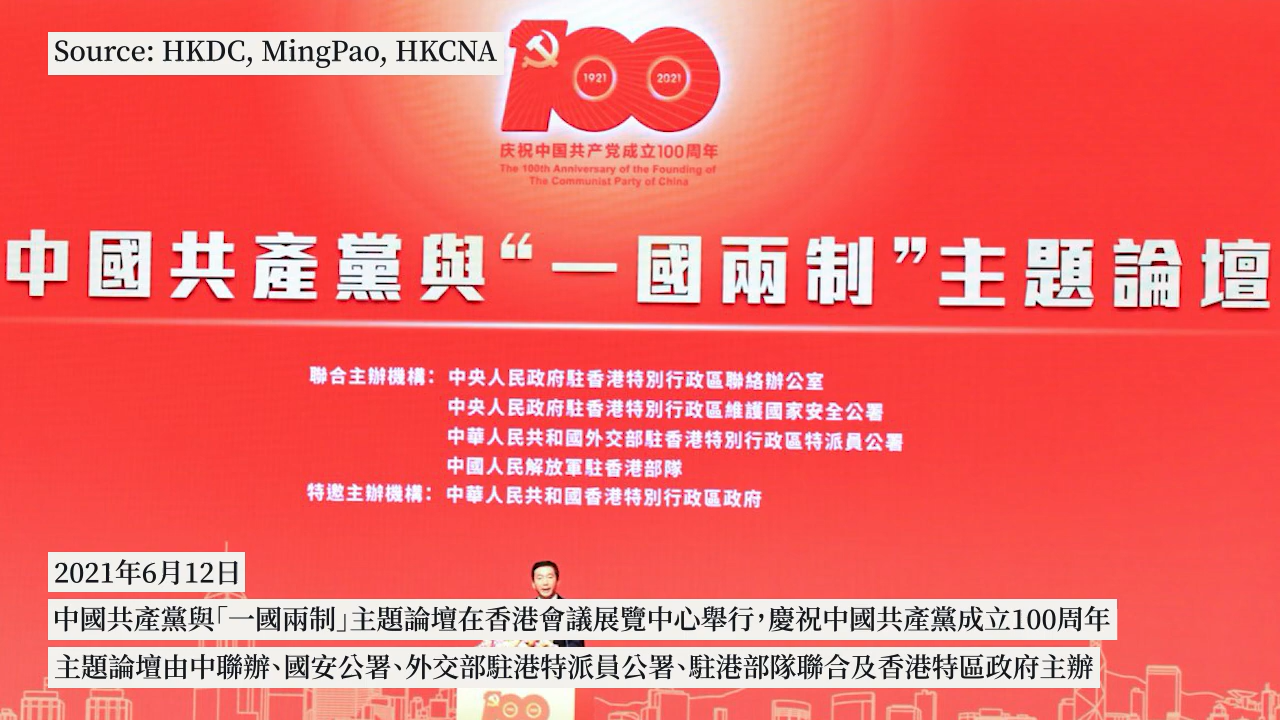 Source: HKDC, MingPao, HKCNA
100
1921
2021
庆祝中国共产党成立100周年
The 100th Anniversary of the Founding of
The Communist Party of China
中國共產黨與“一國兩制”主題論壇
聯合主辦機構：中央人民政府駐香港特別行政區聯絡辦公室
中央人民政府駐香港特別行政區維護國家安全公署
中華人民共和國外交部駐香港特別行政區特派員公署
中國人民解放軍駐香港部隊
特邀主辦機構：中華人民共和國香港特別行政區政府
2021年6月12日
中國共產黨與「一國兩制」主題論壇在香港會議展覽中心舉行，慶祝中國共產黨成立100周年
主題論壇由中聯辦、國安公署、外交部駐港特派員公署、駐港部隊聯合及香港特區政府主辦
100